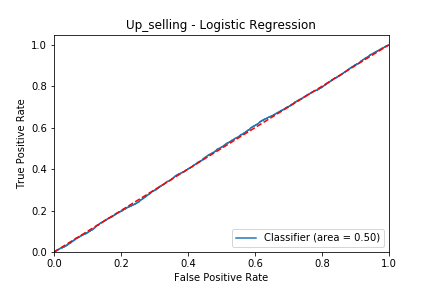 Up_selling - Logistic Regression
True Positive Rate
1.0
0.8
0.6
0.4
0.2
0.0
Classifier (area = 0.50)
0.0 0.2 0.4 0.6 0.8 1.0
False Positive Rate